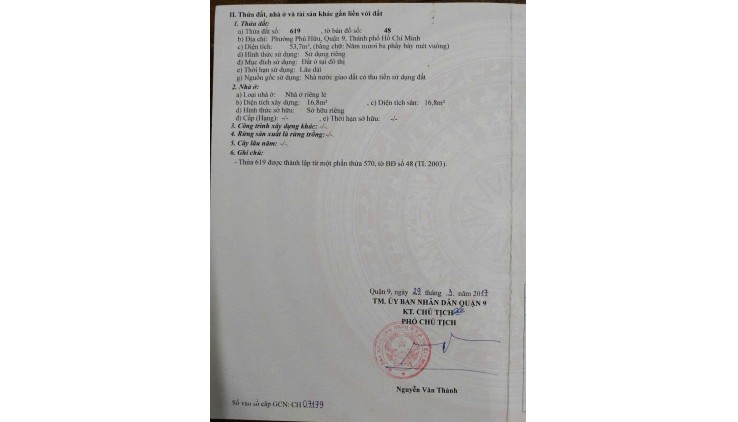 II. Thửa đất, nhà ở và tài sản khác gắn liền với đất
1. Thửa đất:
a) Thửa đất số: 619 , tờ bản đồ số: 48
b) Địa chỉ: Phường Phú Hữu, Quận 9, Thành phố Hồ Chí Minh
c) Diện tích: 53,7m², (bằng chữ: Năm mươi ba phẩy bảy mét vuông)
d) Hình thức sử dụng: Sử dụng riêng
đ) Mục đích sử dụng: Đất ở tại đô thị
e) Thời hạn sử dụng: Lâu dài
g) Nguồn gốc sử dụng: Nhà nước giao đất có thu tiền sử dụng đất
2. Nhà ở:
a) Loại nhà ở: Nhà ở riêng lẻ
b) Diện tích xây dựng: 16,8m² , c) Diện tích sàn: 16,8m²
d) Hình thức sở hữu: Sở hữu riêng
đ) Cấp (Hạng): -/- , e) Thời hạn sở hữu: -/-
3. Công trình xây dựng khác: -/-
4. Rừng sản xuất là rừng trồng: -/-
5. Cây lâu năm: -/-
6. Ghi chú:
- Thửa 619 được thành lập từ một phần thửa 570, tờ BĐ số 48 (TL 2003).
Quận 9, ngày 29 tháng 3 năm 2017
TM. ỦY BAN NHÂN DÂN QUẬN 9
KT. CHỦ TỊCH
PHÓ CHỦ TỊCH
Nguyễn Văn Thành
Số vào sổ cấp GCN: CH 07179